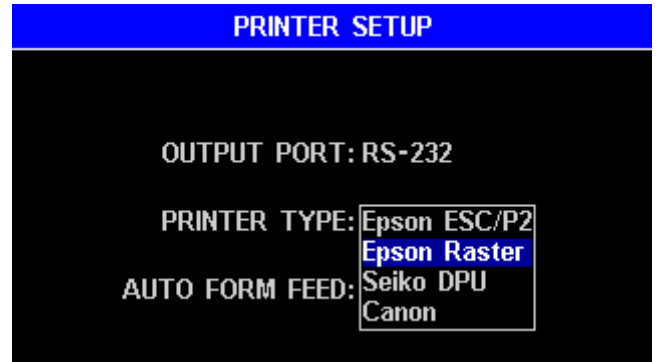 PRINTER SETUP
OUTPUT PORT: RS-232
PRINTER TYPE: Epson ESC/P2
Epson Raster
AUTO FORM FEED: Seiko DPU
Canon